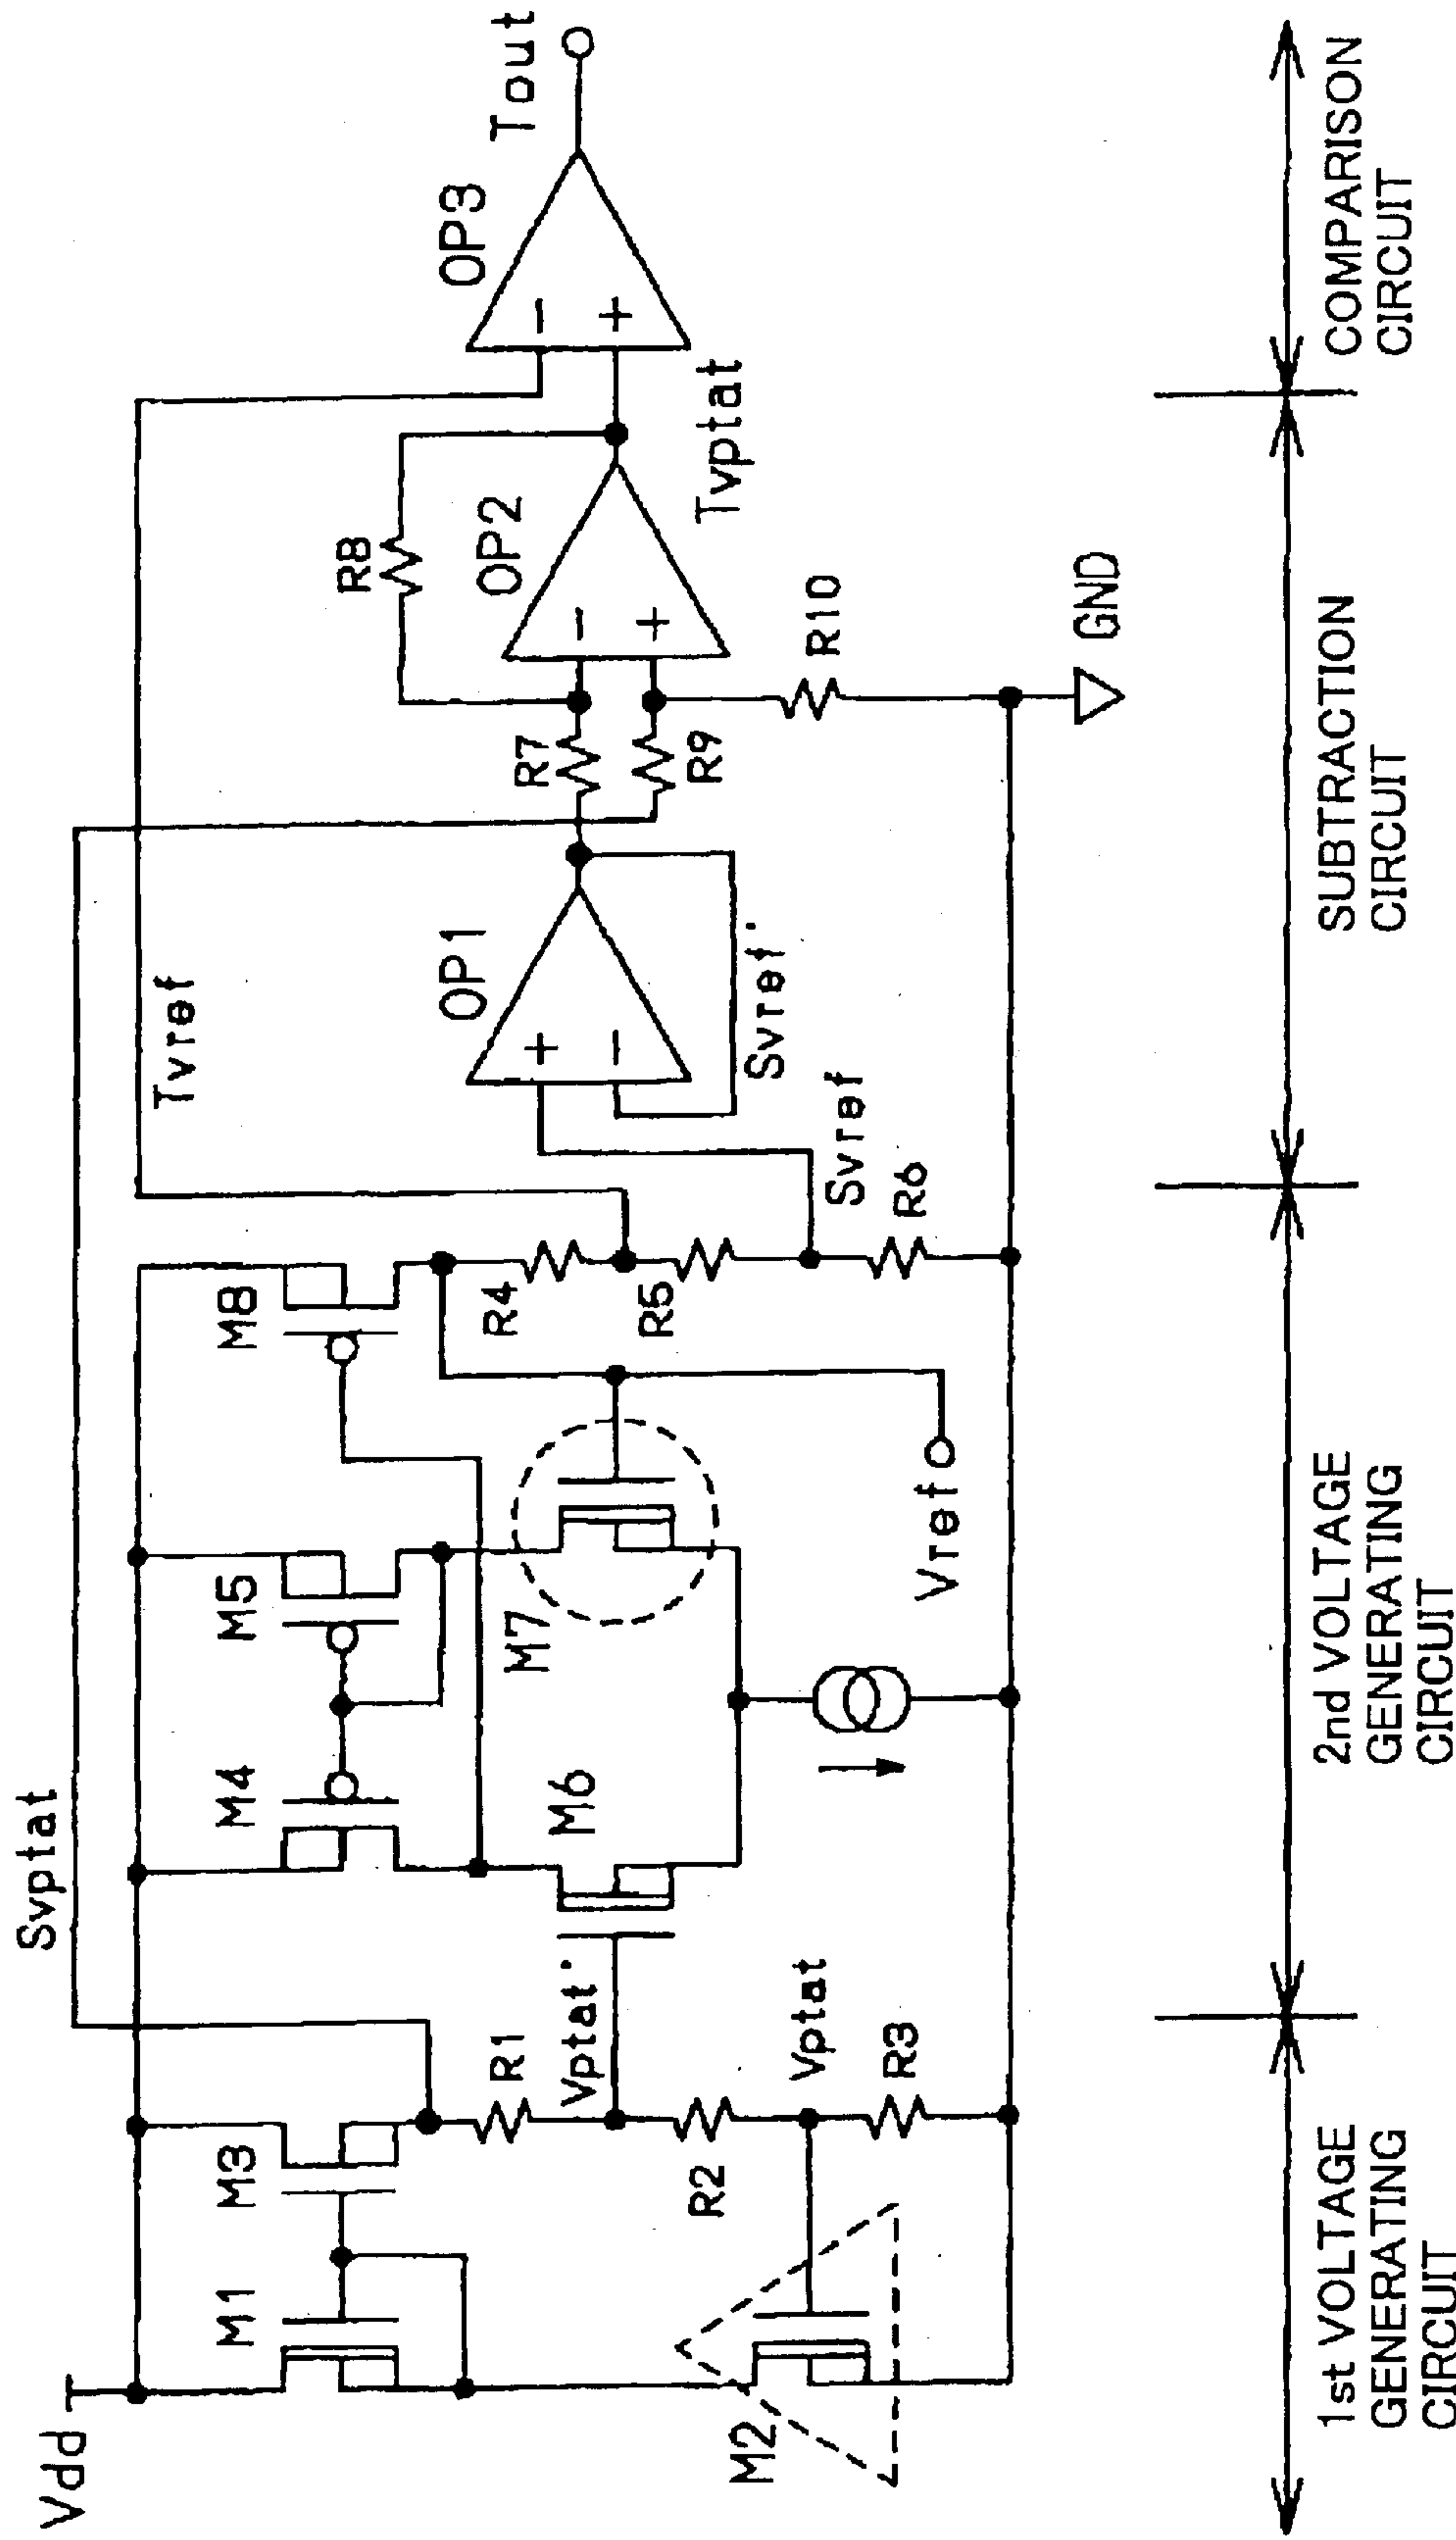 Vdd
Svptat
Tvref
M1
M3
M4
M5
M8
R1
R4
OP1
R8
OP2
OP3
Tout
Vptat'
M6
M7
R5
R7
R9
-
+
+
-
-
+
Svref'
Tvptat
M2
R2
Vptat
R3
Vref
Svref
R6
R10
GND
1st VOLTAGE
GENERATING
CIRCUIT
2nd VOLTAGE
GENERATING
CIRCUIT
SUBTRACTION
CIRCUIT
COMPARISON
CIRCUIT